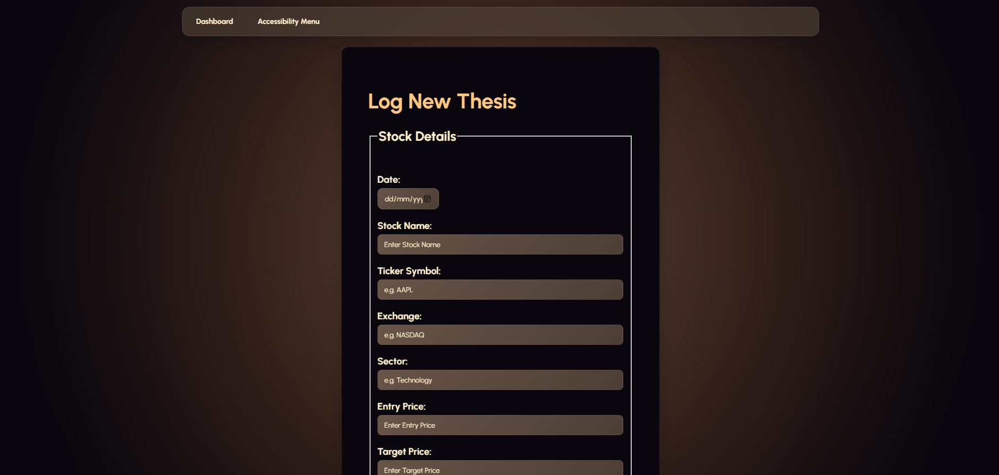 Dashboard Accessibility Menu
Log New Thesis
Stock Details
Date:
dd/mm/yyy
Stock Name:
Enter Stock Name
Ticker Symbol:
e.g. AAPL
Exchange:
e.g. NASDAQ
Sector:
e.g. Technology
Entry Price:
Enter Entry Price
Target Price:
Enter Target Price